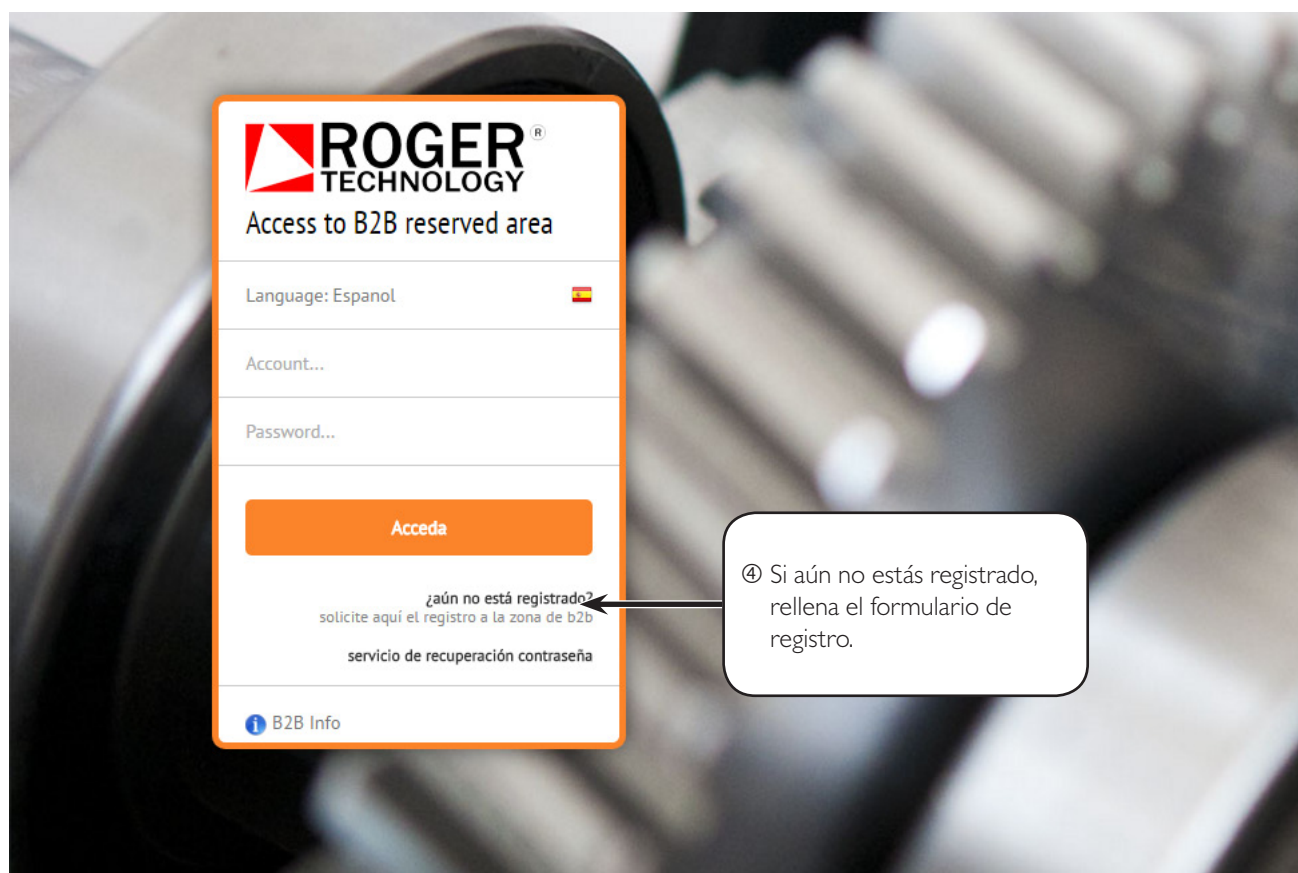 ROGER®
TECHNOLOGY
Access to B2B reserved area
Language: Espanol
Account...
Password...
Acceda
¿aún no está registrado?
solicite aquí el registro a la zona de b2b
servicio de recuperación contraseña
B2B Info
④ Si aún no estás registrado,
rellena el formulario de
registro.